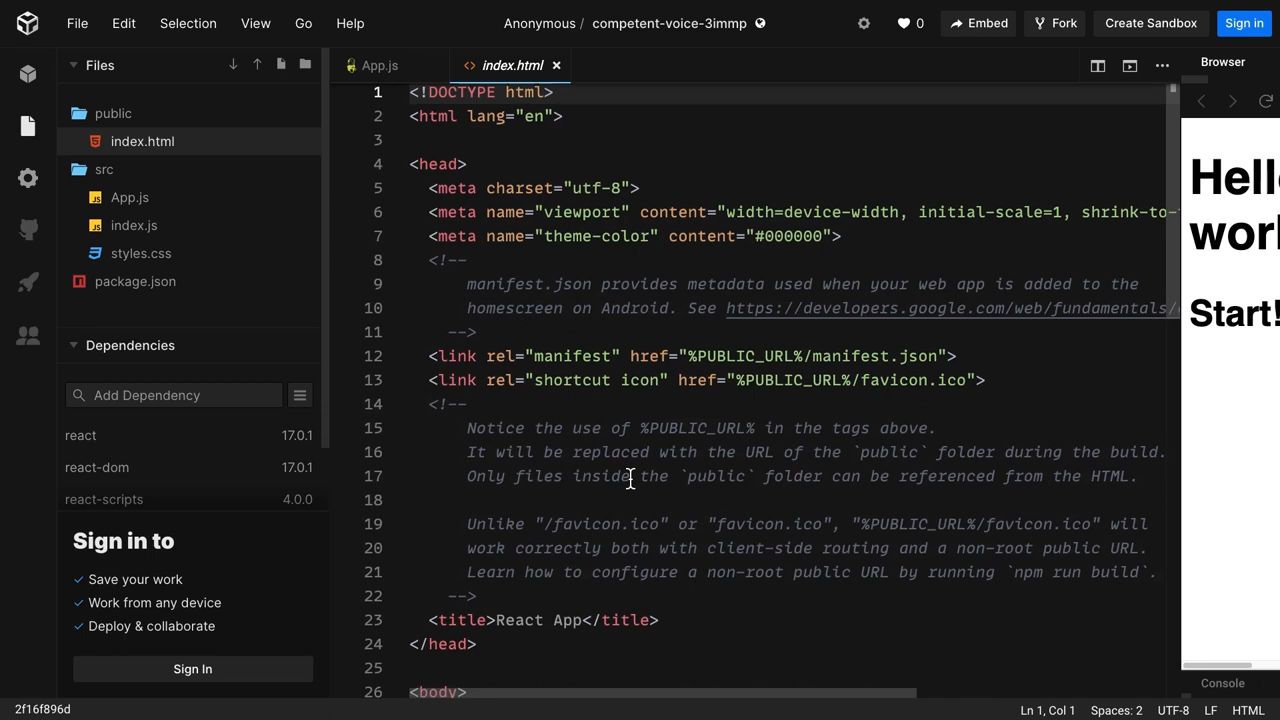 File Edit Selection View Go Help
Anonymous / competent-voice-3immp
0
Embed
Fork
Create Sandbox
Sign in
Files
App.js
index.html
Browser
public
index.html
src
App.js
index.js
styles.css
package.json
Dependencies
Add Dependency
react 17.0.1
react-dom 17.0.1
react-scripts 4.0.0
Sign in to
Save your work
Work from any device
Deploy & collaborate
Sign In
1 <!DOCTYPE html>
2 <html lang="en">
3
4 <head>
5 <meta charset="utf-8">
6 <meta name="viewport" content="width=device-width, initial-scale=1, shrink-to-
7 <meta name="theme-color" content="#000000">
8 <!--
9 manifest.json provides metadata used when your web app is added to the
10 homescreen on Android. See https://developers.google.com/web/fundamentals/
11 -->
12 <link rel="manifest" href="%PUBLIC_URL%/manifest.json">
13 <link rel="shortcut icon" href="%PUBLIC_URL%/favicon.ico">
14 <!--
15 Notice the use of %PUBLIC_URL% in the tags above.
16 It will be replaced with the URL of the `public` folder during the build.
17 Only files inside the `public` folder can be referenced from the HTML.
18
19 Unlike "/favicon.ico" or "favicon.ico", "%PUBLIC_URL%/favicon.ico" will
20 work correctly both with client-side routing and a non-root public URL.
21 Learn how to configure a non-root public URL by running `npm run build`.
22 -->
23 <title>React App</title>
24 </head>
25
26 <body>
Start!
Console
2f16f896d
Ln 1, Col 1 Spaces: 2 UTF-8 LF HTML